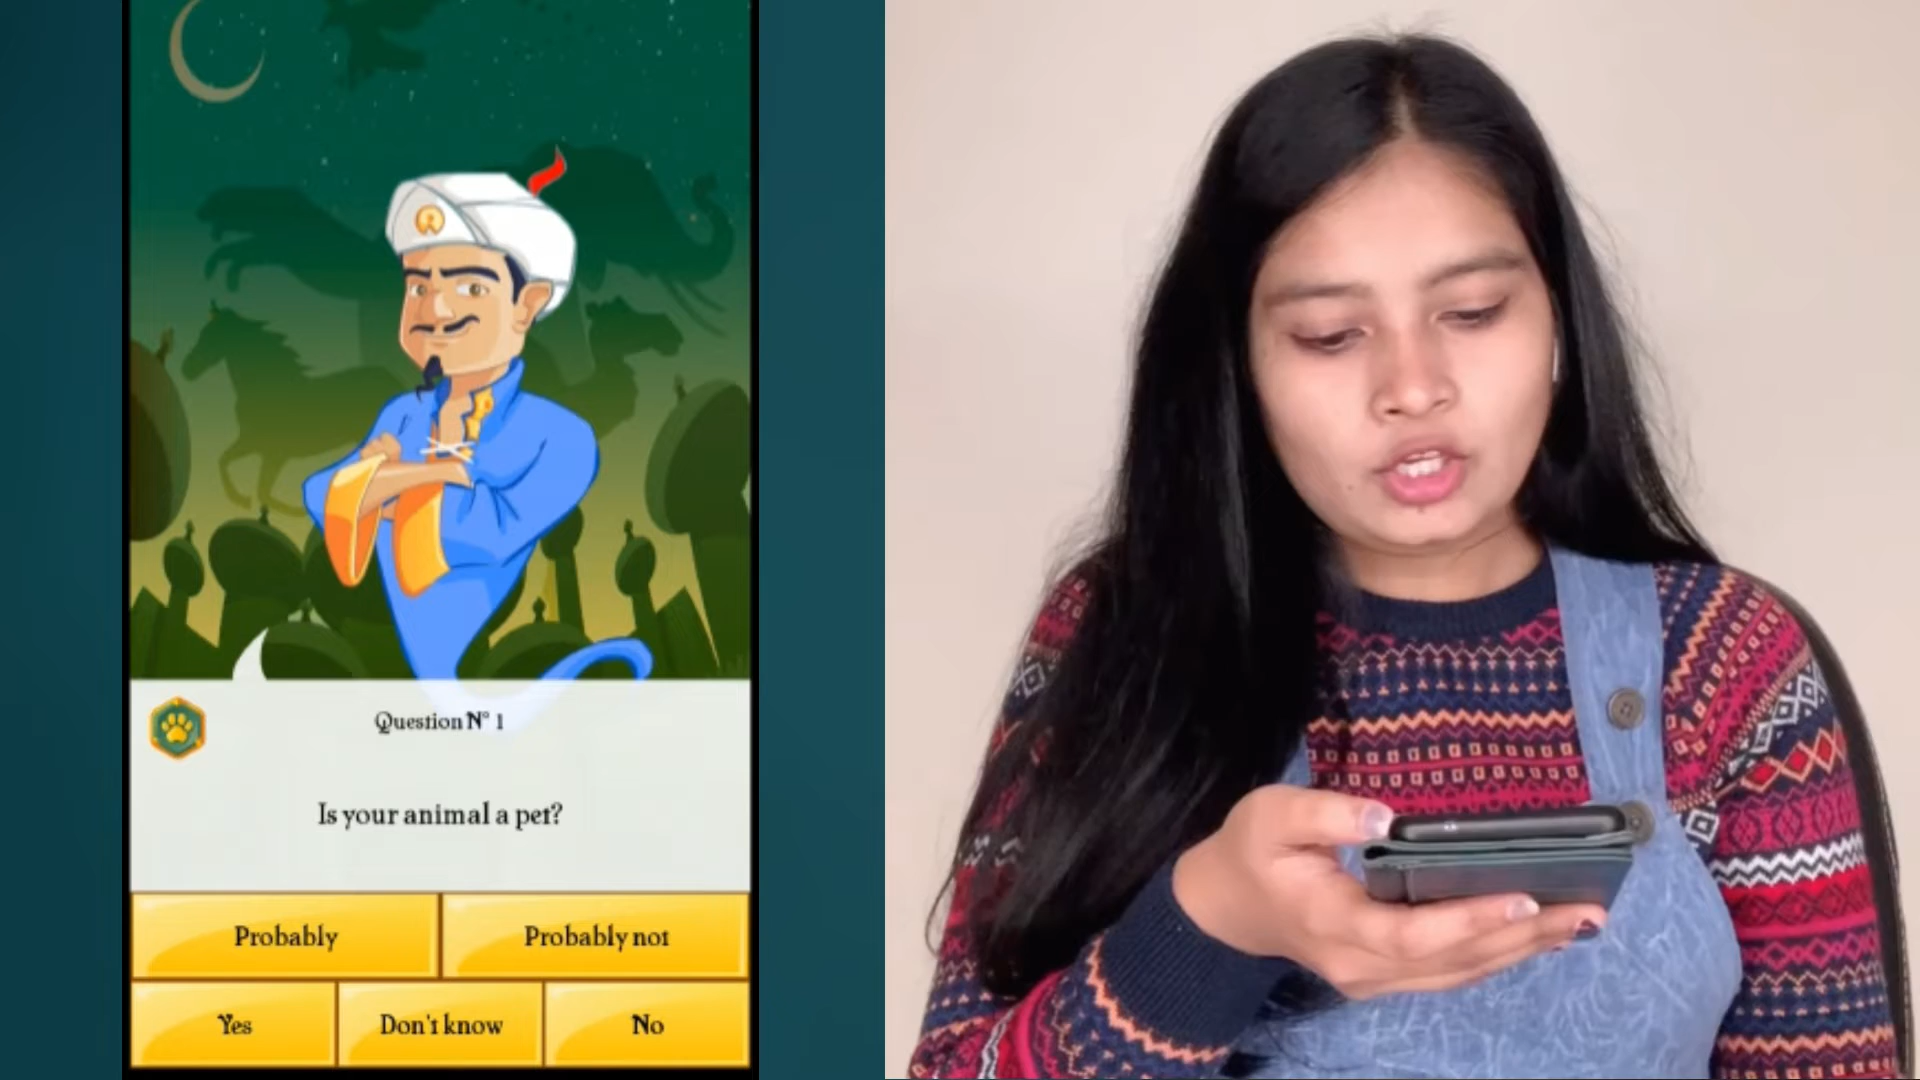 Question N° 1
Is your animal a pet?
Probably
Probably not
Yes
Don't know
No